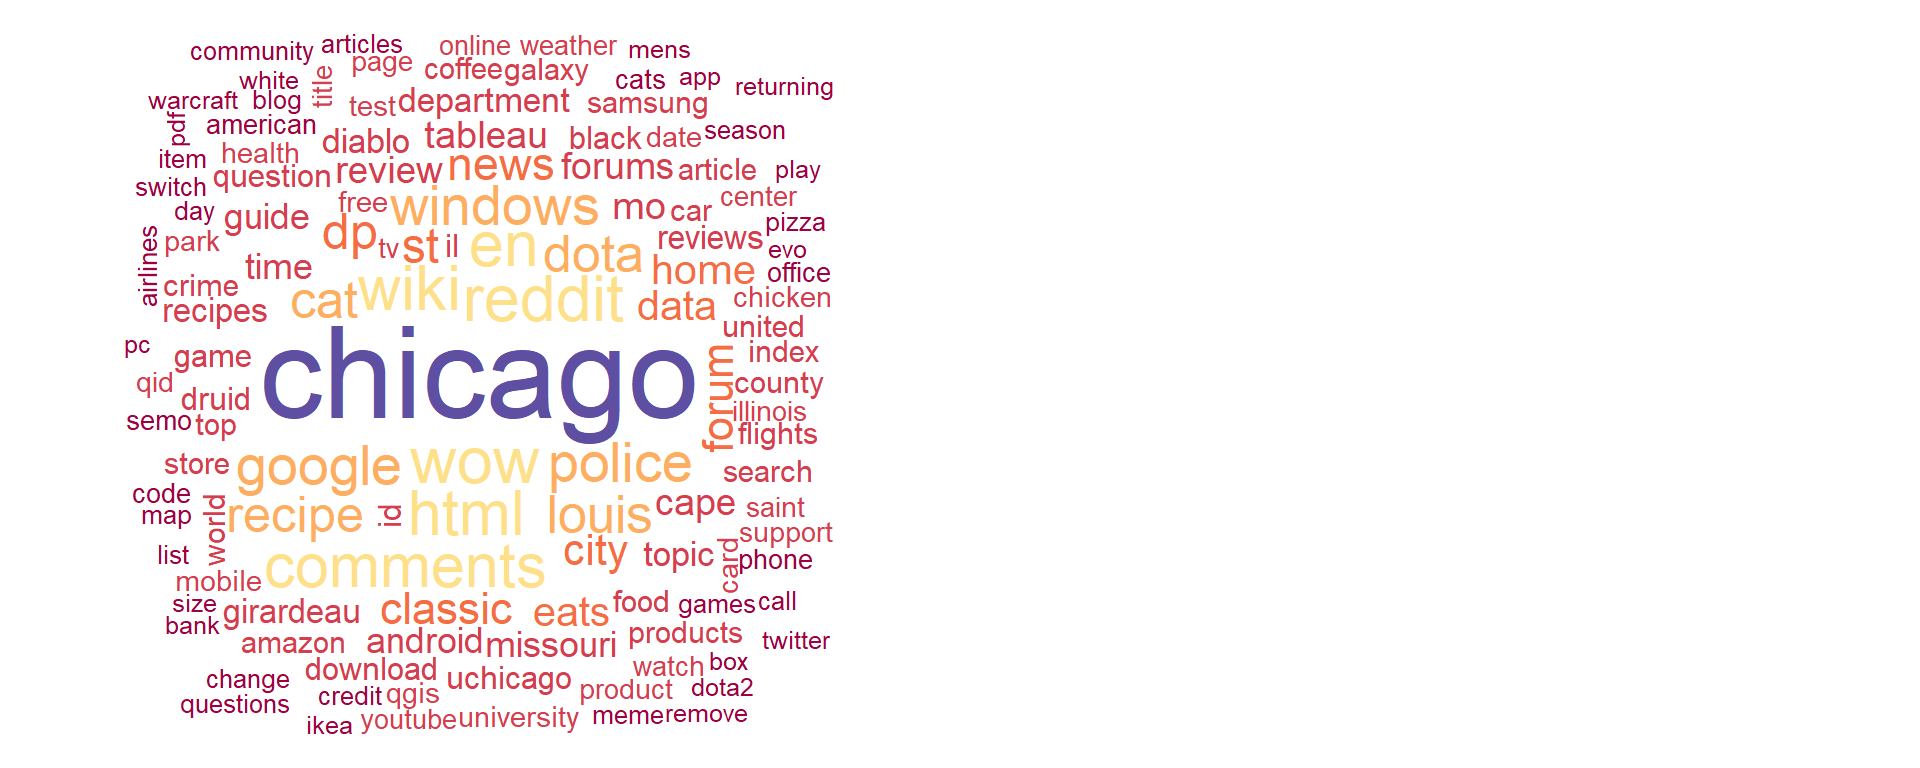 community articles online weather mens
white title page coffee galaxy cats app returning
warcraft blog test department samsung
pdf american diablo tableau black date season
item health review news forums article play
switch question free windows mo car center
day guide dp tv st il en dota reviews pizza
airlines park time home evo office
crime cat wiki reddit data chicken
recipes united
pc game chicago forum index
qid druid county
semo top illinois flights
store google wow police search
code world recipe id html louis cape saint
map support
list comments city topic card phone
mobile
size girardeau classic eats food games call
bank amazon android missouri products twitter
change download uchicago watch box
questions credit qgis product dota2
ikea youtube university meme remove